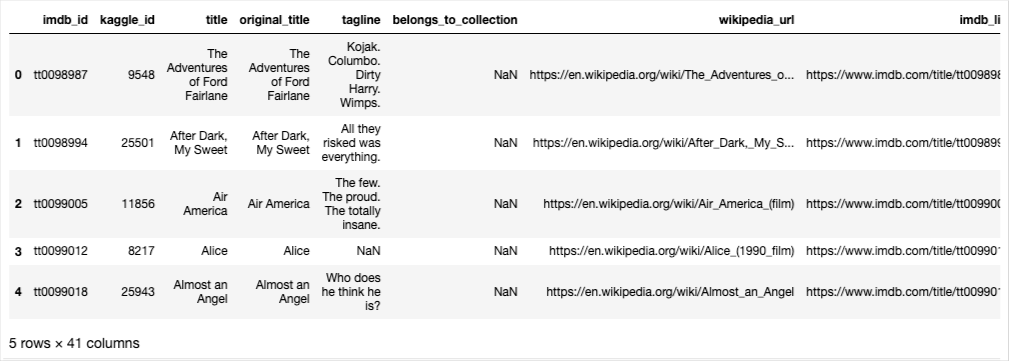 imdb_id kaggle_id title original_title tagline belongs_to_collection wikipedia_url imdb_li
0 tt0098987 9548 The Adventures of Ford Fairlane The Adventures of Ford Fairlane Kojak. Columbo. Dirty Harry. Wimps. NaN https://en.wikipedia.org/wiki/The_Adventures_o... https://www.imdb.com/title/tt009898
1 tt0098994 25501 After Dark, My Sweet After Dark, My Sweet All they risked was everything. NaN https://en.wikipedia.org/wiki/After_Dark,_My_S... https://www.imdb.com/title/tt009899
2 tt0099005 11856 Air America Air America The few. The proud. The totally insane. NaN https://en.wikipedia.org/wiki/Air_America_(film) https://www.imdb.com/title/tt009900
3 tt0099012 8217 Alice Alice NaN NaN https://en.wikipedia.org/wiki/Alice_(1990_film) https://www.imdb.com/title/tt009901
4 tt0099018 25943 Almost an Angel Almost an Angel Who does he think he is? NaN https://en.wikipedia.org/wiki/Almost_an_Angel https://www.imdb.com/title/tt009901
5 rows × 41 columns